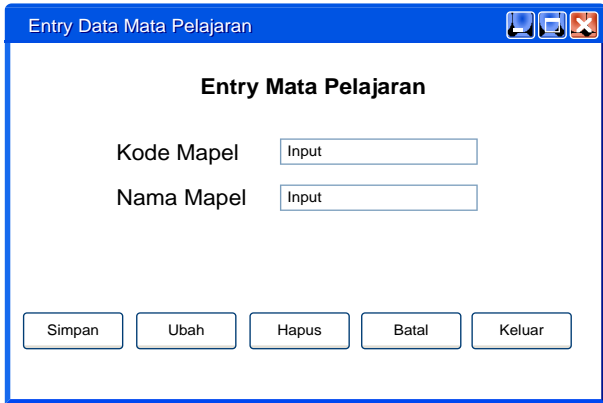 Entry Data Mata Pelajaran
Entry Mata Pelajaran
Kode Mapel Input
Nama Mapel Input
Simpan Ubah Hapus Batal Keluar